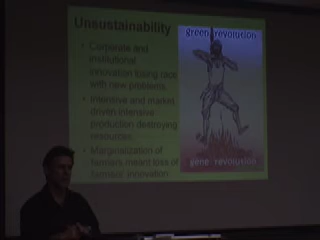 Unsustainability
• Corporate and
institutional
innovation losing race
with new problems
• Intensive and market
driven intensive
production destroying
resources
• Marginalization of
farmers meant loss of
farmers' innovation
green revolution
gene revolution